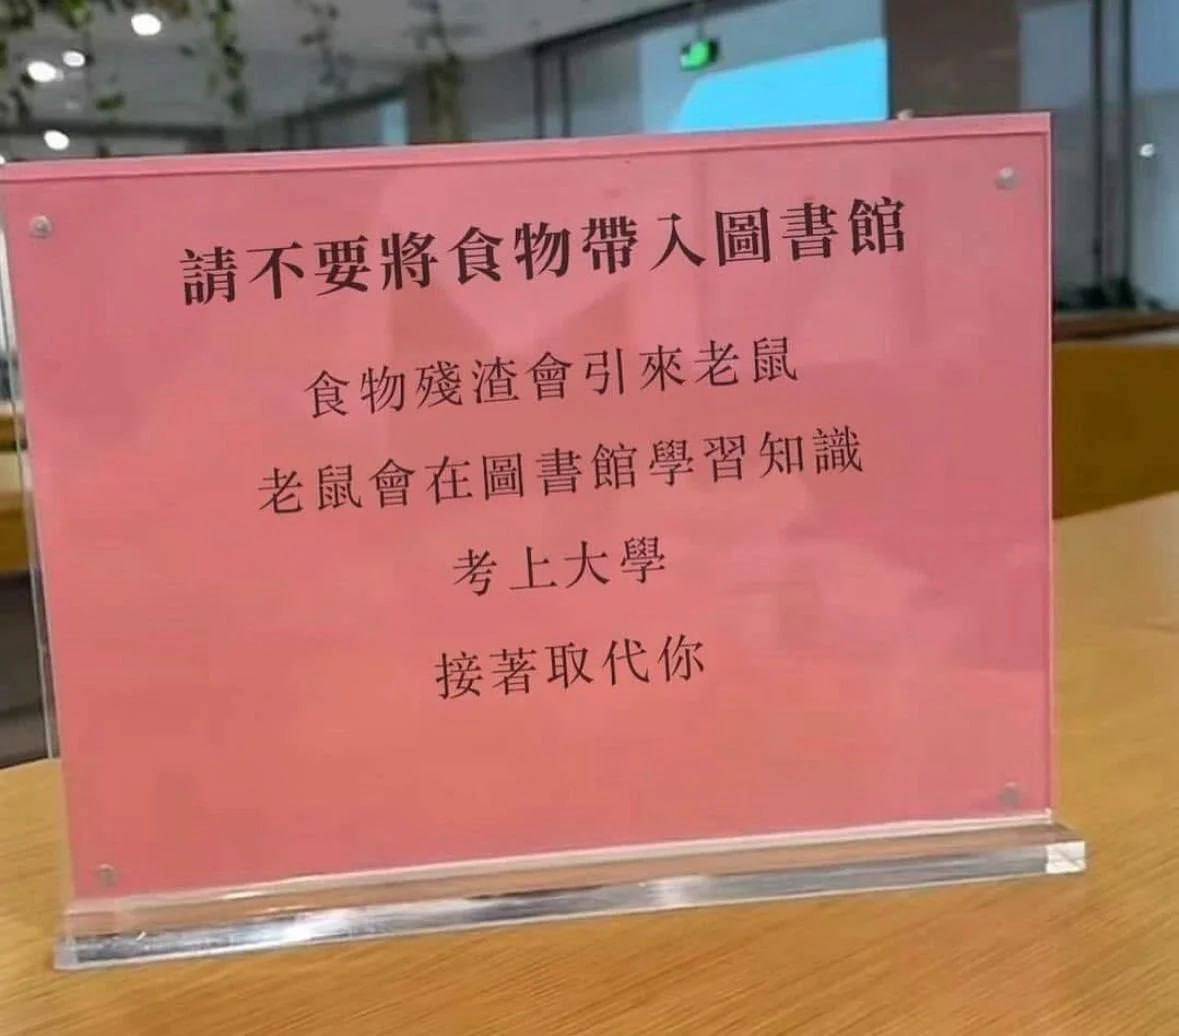 請不要將食物帶入圖書館
食物殘渣會引來老鼠
老鼠會在圖書館學習知識
考上大學
接著取代你